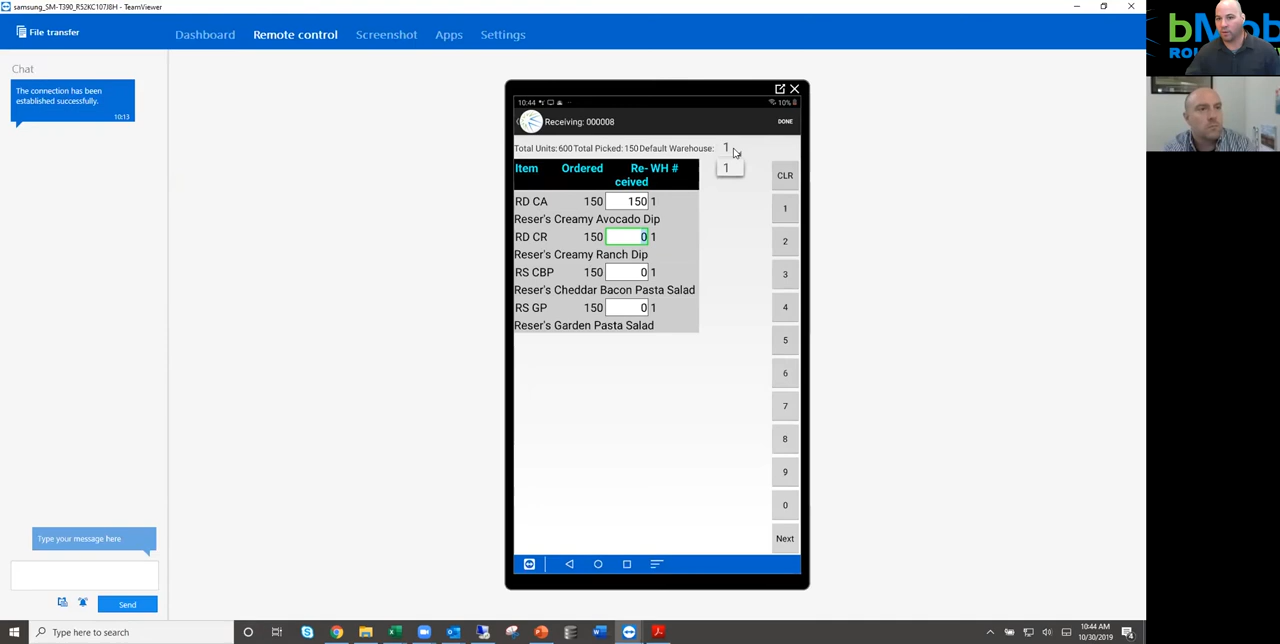 samsung_SM-T390_R52KC107J8H - TeamViewer
File transfer
Dashboard
Remote control
Screenshot
Apps
Settings
Chat
The connection has been
established successfully.
10:13
10:44
10%
Receiving: 000008
DONE
Total Units:600 Total Picked: 150 Default Warehouse: 1
1
Item Ordered Re- WH #
ceived
RD CA 150 150 1
Reser's Creamy Avocado Dip
RD CR 150 0 1
Reser's Creamy Ranch Dip
RS CBP 150 0 1
Reser's Cheddar Bacon Pasta Salad
RS GP 150 0 1
Reser's Garden Pasta Salad
CLR
1
2
3
4
5
6
7
8
9
0
Next
Type your message here
Send
Type here to search
10:44 AM
10/30/2019
4
bMob